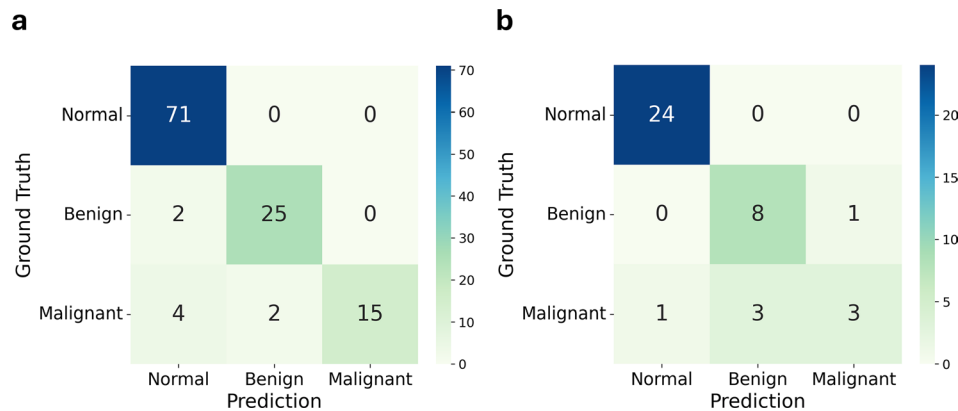 a
Normal 71 0 0
Benign 2 25 0
Malignant 4 2 15
Normal Benign Malignant
Prediction
Ground Truth
70
60
50
40
30
20
10
0
b
Normal 24 0 0
Benign 0 8 1
Malignant 1 3 3
Normal Benign Malignant
Prediction
Ground Truth
20
15
10
5
0